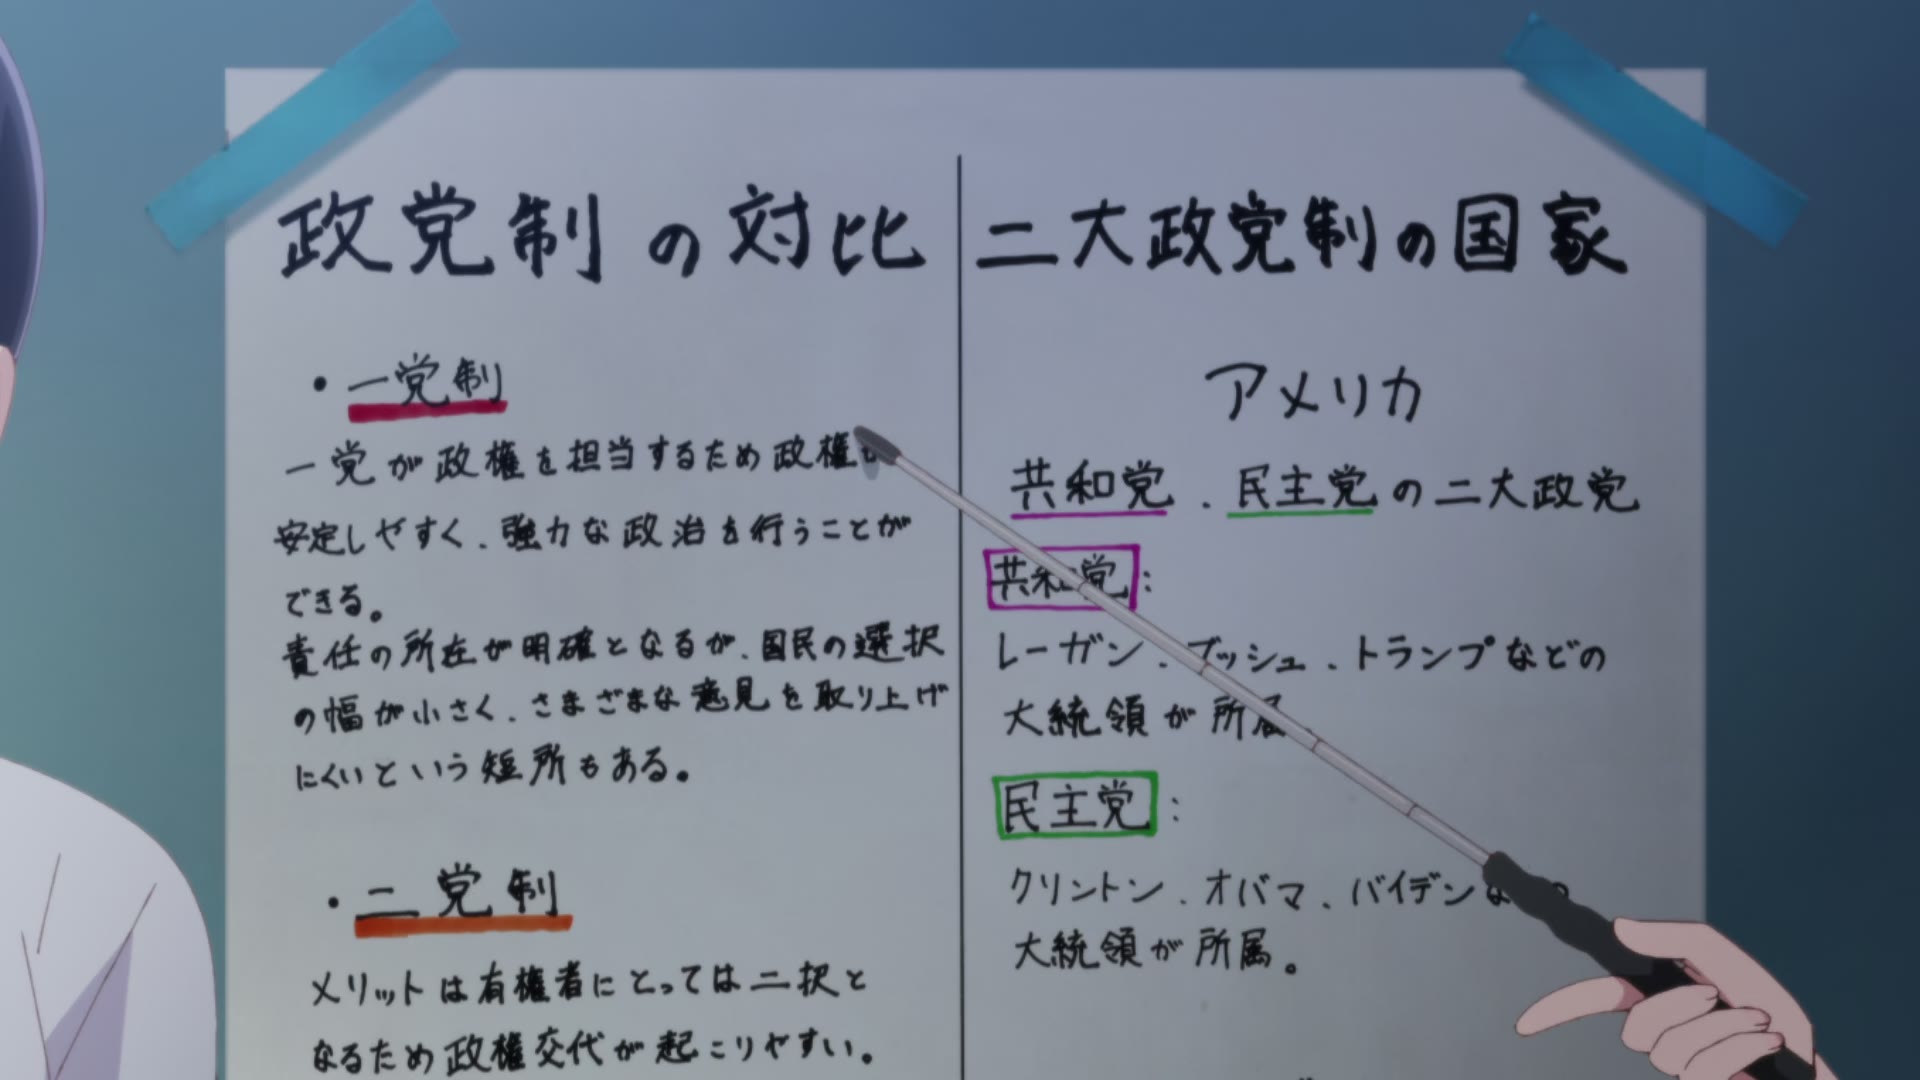 政党制の対比
・一党制
一党が政権を担当するため政権
安定しやすく、強力な政治を行うことが
できる。
責任の所在が明確となるが、国民の選択
の幅が小さく、さまざまな意見を取り上げ
にくいという短所もある。
・二党制
メリットは有権者にとっては二択と
なるため政権交代が起こりやすい。
二大政党制の国家
アメリカ
共和党、民主党の二大政党
共和党:
レーガン、ブッシュ、トランプなどの
大統領が所属
民主党:
クリントン、オバマ、バイデンな
大統領が所属。